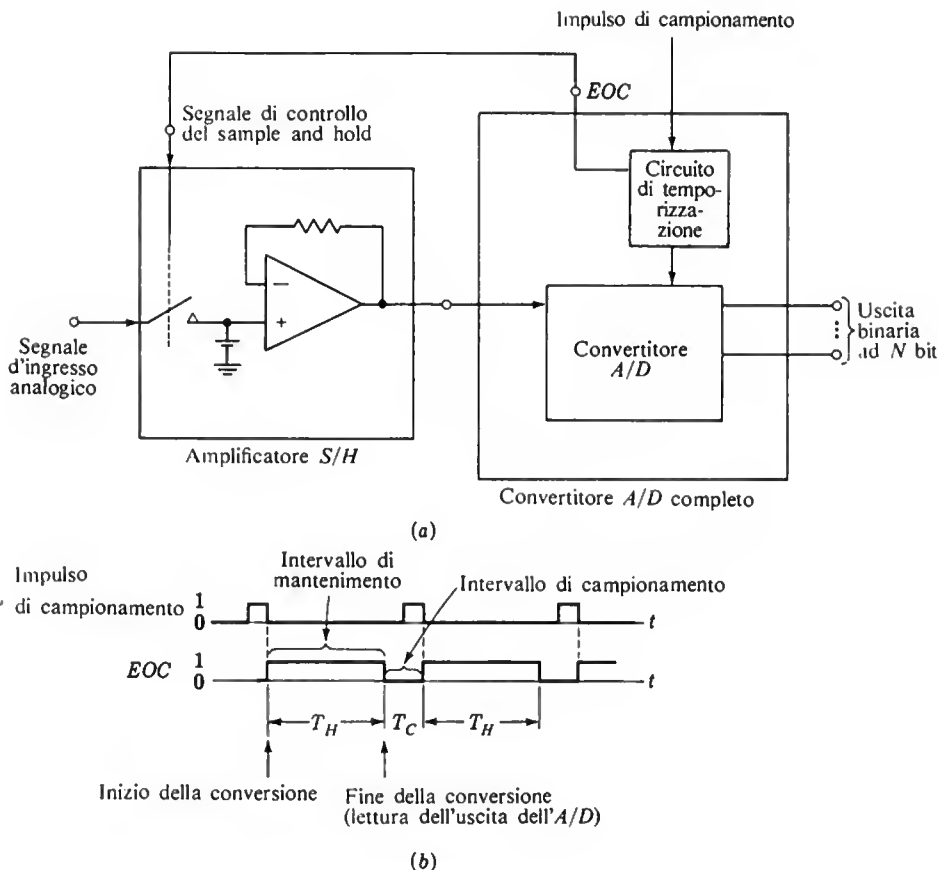 Impulso di campionamento
EOC
Segnale di controllo
del sample and hold
Circuito
di tempo-
rizza-
zione
−
+
Segnale
d'ingresso
analogico
Convertitore
A/D
Uscita
binaria
ad N bit
Amplificatore S/H
Convertitore A/D completo
(a)
Intervallo di
mantenimento
Intervallo di campionamento
Impulso
di campionamento
1
0
t
EOC
1
0
t
T_H
T_C
T_H
Inizio della conversione
Fine della conversione
(lettura dell'uscita dell'A/D)
(b)